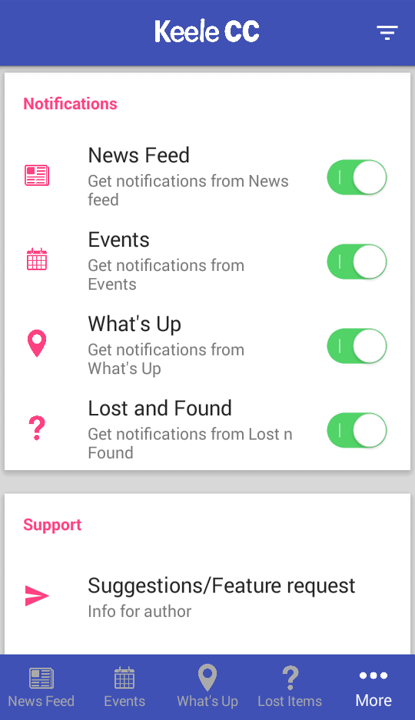 Keele CC
Notifications
News Feed
Get notifications from News
feed
Events
Get notifications from
Events
What's Up
Get notifications from
What's Up
Lost and Found
Get notifications from Lost n
Found
Support
Suggestions/Feature request
Info for author
News Feed
Events
What's Up
Lost Items
More